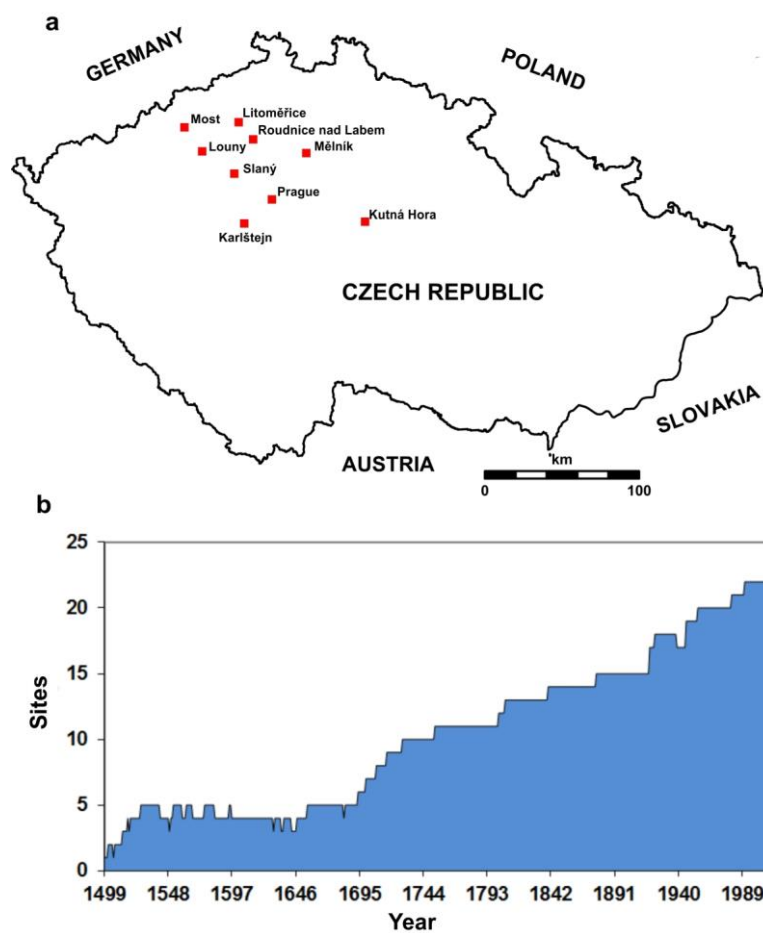 a
GERMANY
POLAND
Most
Litoměřice
Roudnice nad Labem
Louny
Mělník
Slaný
Prague
Kutná Hora
Karlštejn
CZECH REPUBLIC
SLOVAKIA
AUSTRIA
km
0 100
b
25
20
15
10
5
0
Sites
1499 1548 1597 1646 1695 1744 1793 1842 1891 1940 1989
Year